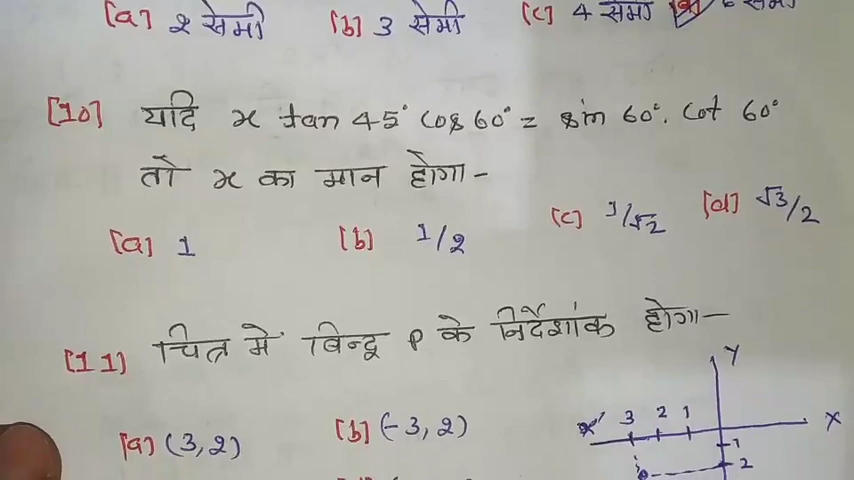 [a] 2 सेमी [b] 3 सेमी [c] 4 सेमी [d] 6 सेमी
[10] यदि x tan 45° cos 60° = sin 60°. cot 60°
तो x का मान होगा-
[a] 1 [b] 1/2 [c] 1/√2 [d] √3/2
[11] चित्र में बिन्दू P के निर्देशांक होगा-
[a] (3,2) [b] (-3,2)
Y
X' 3 2 1 X
1
P 2